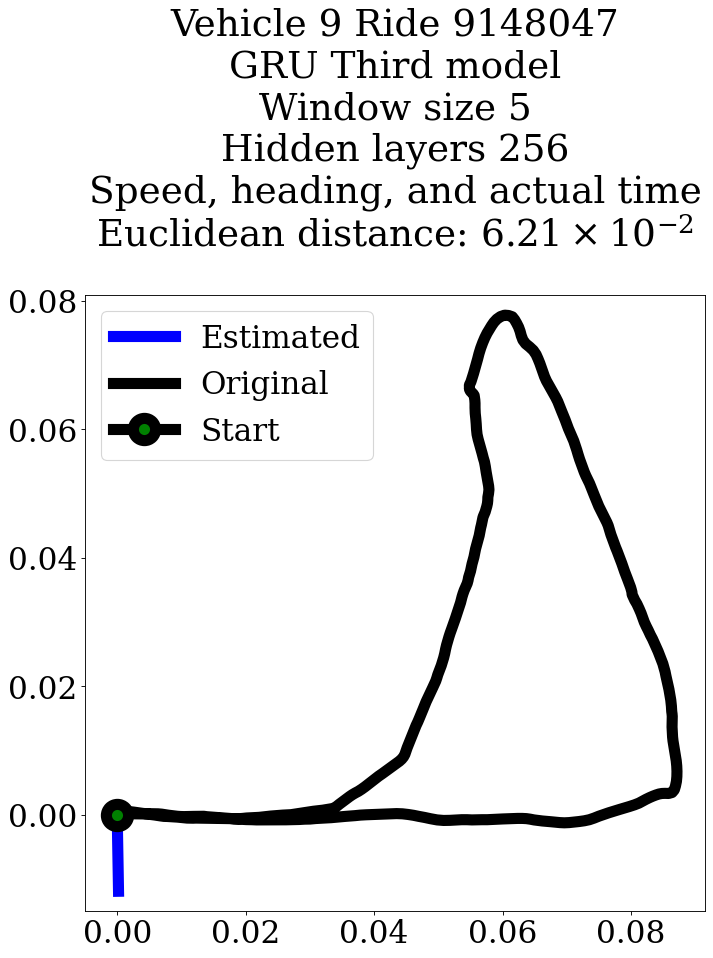 Vehicle 9 Ride 9148047
GRU Third model
Window size 5
Hidden layers 256
Speed, heading, and actual time
Euclidean distance: 6.21 × 10⁻²
0.08
Estimated
Original
Start
0.06
0.04
0.02
0.00
0.00 0.02 0.04 0.06 0.08